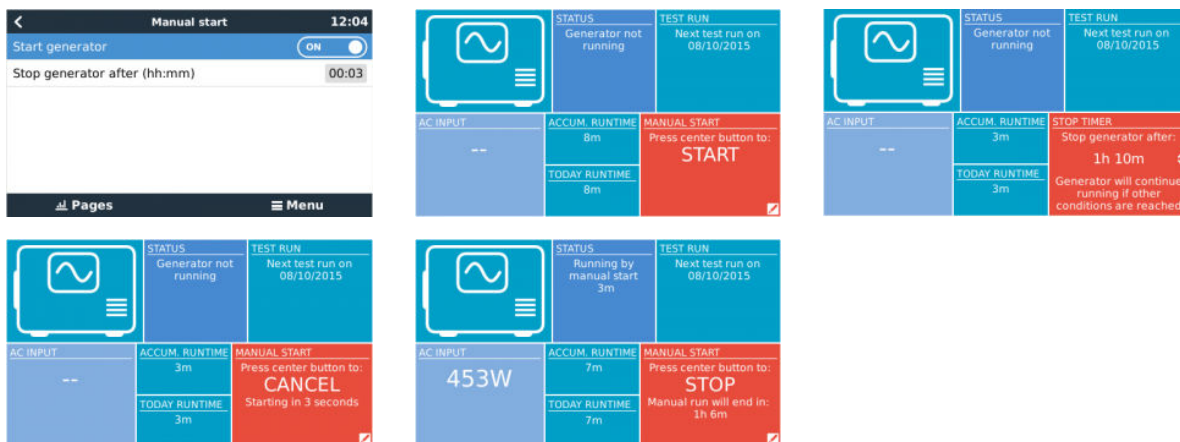 Manual start
12:04
Start generator
ON
Stop generator after (hh:mm)
00:03
Pages
Menu
STATUS
Generator not
running
TEST RUN
Next test run on
08/10/2015
AC INPUT
--
ACCUM. RUNTIME
8m
TODAY RUNTIME
8m
MANUAL START
Press center button to:
START
STATUS
Generator not
running
TEST RUN
Next test run on
08/10/2015
AC INPUT
--
ACCUM. RUNTIME
3m
TODAY RUNTIME
3m
STOP TIMER
Stop generator after:
1h 10m
Generator will continue
running if other
conditions are reached
STATUS
Generator not
running
TEST RUN
Next test run on
08/10/2015
AC INPUT
--
ACCUM. RUNTIME
3m
TODAY RUNTIME
3m
MANUAL START
Press center button to:
CANCEL
Starting in 3 seconds
STATUS
Running by
manual start
3m
TEST RUN
Next test run on
08/10/2015
AC INPUT
453W
ACCUM. RUNTIME
7m
TODAY RUNTIME
7m
MANUAL START
Press center button to:
STOP
Manual run will end in:
1h 6m